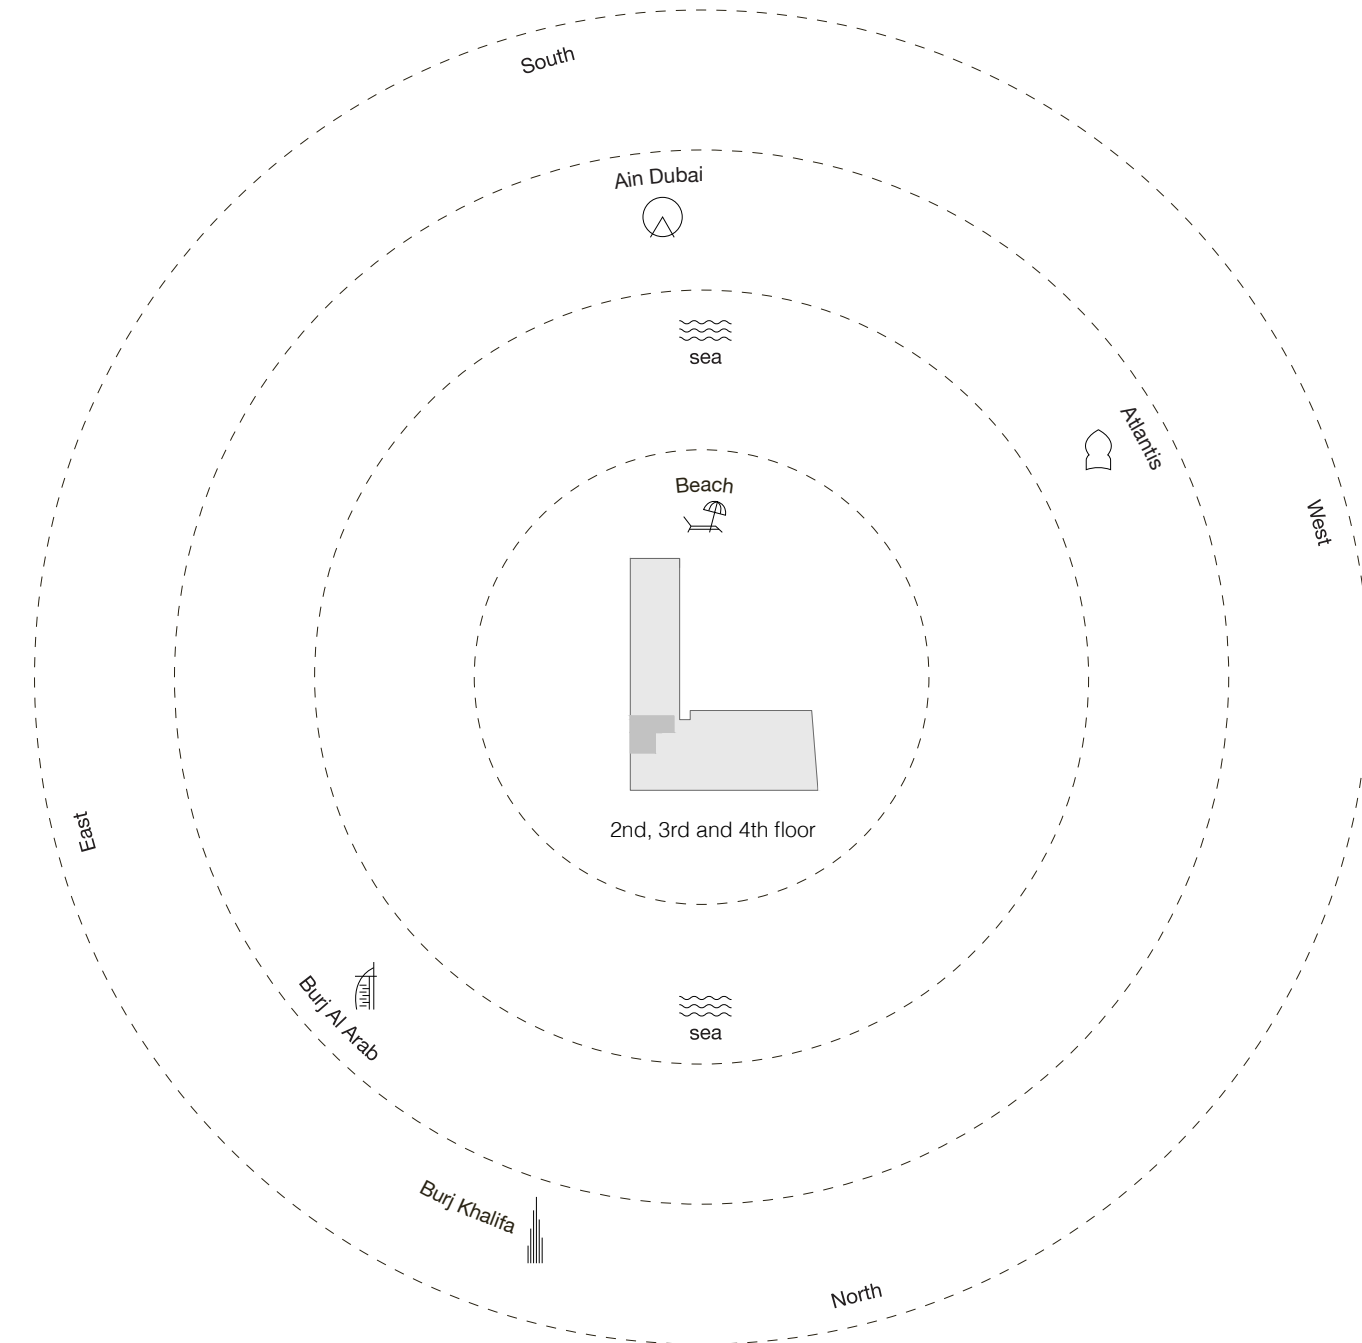 South
Ain Dubai
sea
Atlantis
Beach
West
2nd, 3rd and 4th floor
East
Burj Al Arab
sea
Burj Khalifa
North